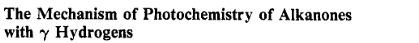 The Mechanism of Photochemistry of Alkanones
with γ Hydrogens